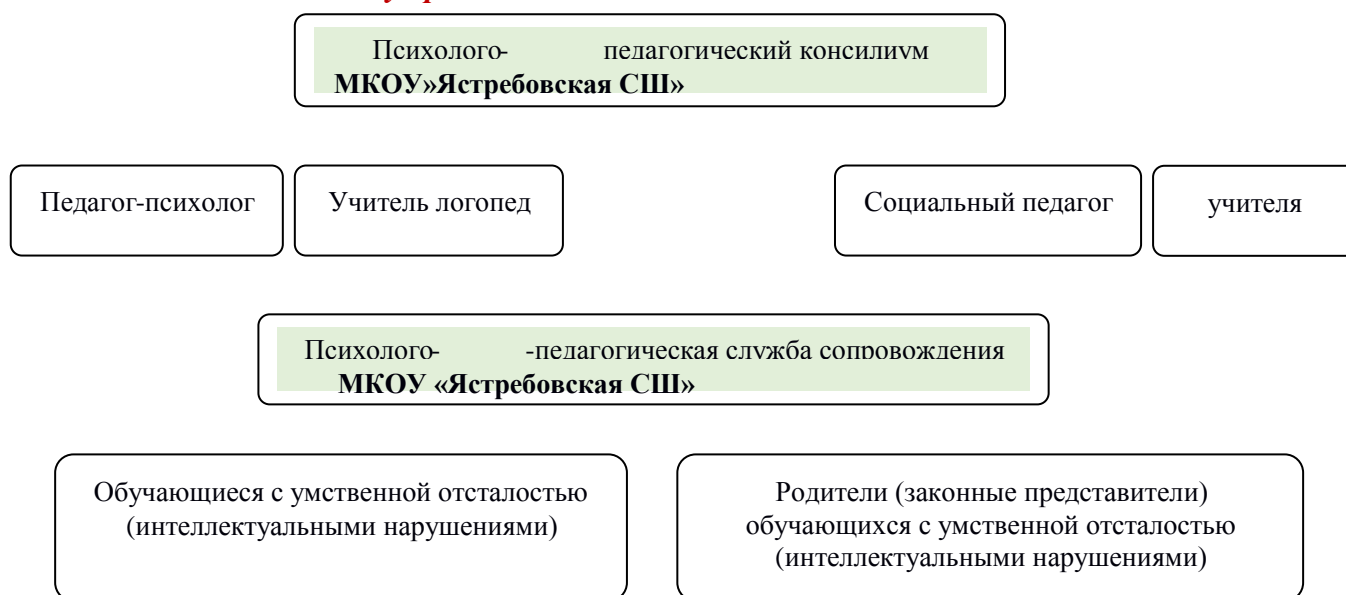 Психолого- педагогический консилиум
МКОУ»Ястребовская СШ»
Педагог-психолог
Учитель логопед
Социальный педагог
учителя
Психолого- -педагогическая служба сопровождения
МКОУ «Ястребовская СШ»
Обучающиеся с умственной отсталостью
(интеллектуальными нарушениями)
Родители (законные представители)
обучающихся с умственной отсталостью
(интеллектуальными нарушениями)